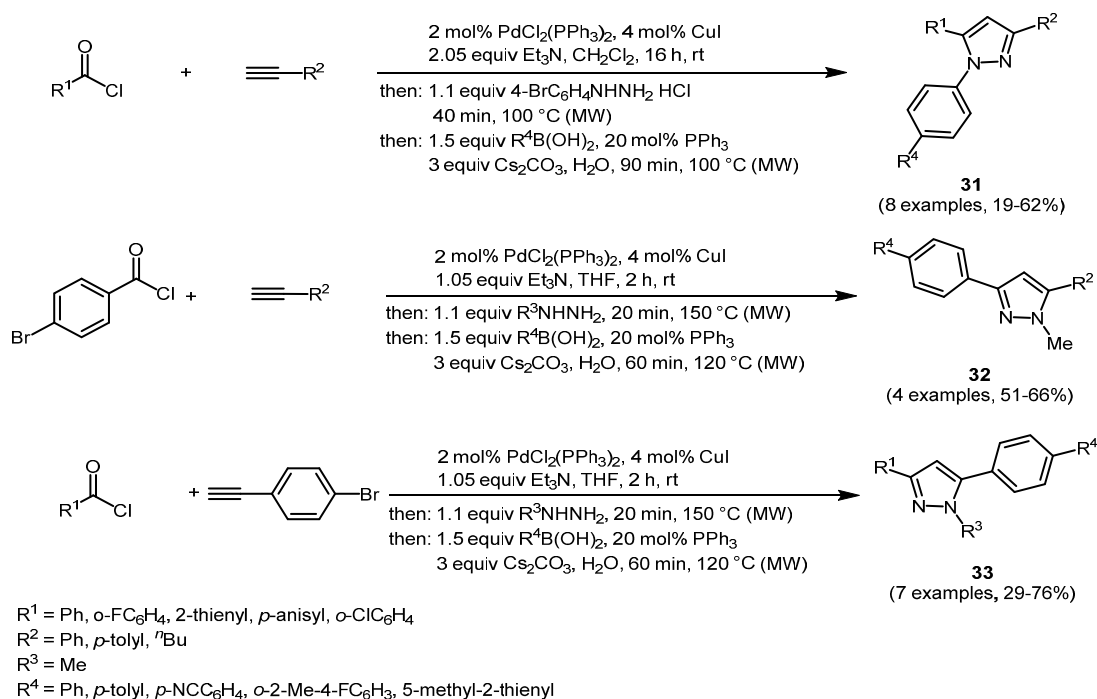 O
R¹ Cl + R²
2 mol% PdCl₂(PPh₃)₂, 4 mol% CuI
2.05 equiv Et₃N, CH₂Cl₂, 16 h, rt
then: 1.1 equiv 4-BrC₆H₄NHNH₂ HCl
40 min, 100 °C (MW)
then: 1.5 equiv R⁴B(OH)₂, 20 mol% PPh₃
3 equiv Cs₂CO₃, H₂O, 90 min, 100 °C (MW)
R¹ R²
N N
R⁴
31
(8 examples, 19-62%)
O
Cl + R²
Br
2 mol% PdCl₂(PPh₃)₂, 4 mol% CuI
1.05 equiv Et₃N, THF, 2 h, rt
then: 1.1 equiv R³NHNH₂, 20 min, 150 °C (MW)
then: 1.5 equiv R⁴B(OH)₂, 20 mol% PPh₃
3 equiv Cs₂CO₃, H₂O, 60 min, 120 °C (MW)
R⁴
R²
N N
Me
32
(4 examples, 51-66%)
O
R¹ Cl + Br
2 mol% PdCl₂(PPh₃)₂, 4 mol% CuI
1.05 equiv Et₃N, THF, 2 h, rt
then: 1.1 equiv R³NHNH₂, 20 min, 150 °C (MW)
then: 1.5 equiv R⁴B(OH)₂, 20 mol% PPh₃
3 equiv Cs₂CO₃, H₂O, 60 min, 120 °C (MW)
R⁴
R¹
N N
R³
33
(7 examples, 29-76%)
R¹ = Ph, o-FC₆H₄, 2-thienyl, p-anisyl, o-ClC₆H₄
R² = Ph, p-tolyl, ⁿBu
R³ = Me
R⁴ = Ph, p-tolyl, p-NCC₆H₄, o-2-Me-4-FC₆H₃, 5-methyl-2-thienyl